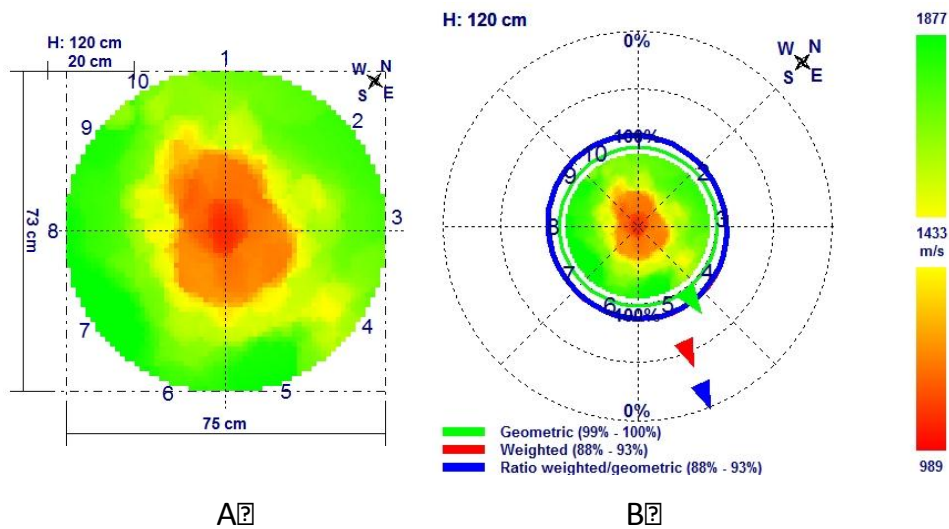 H: 120 cm
20 cm
W N
S E
1
2
3
4
5
6
7
8
9
10
73 cm
75 cm
A
H: 120 cm
0%
W N
S E
100%
1
2
3
4
5
6
7
8
9
10
100%
0%
Geometric (99% - 100%)
Weighted (88% - 93%)
Ratio weighted/geometric (88% - 93%)
B
1877
1433
m/s
989